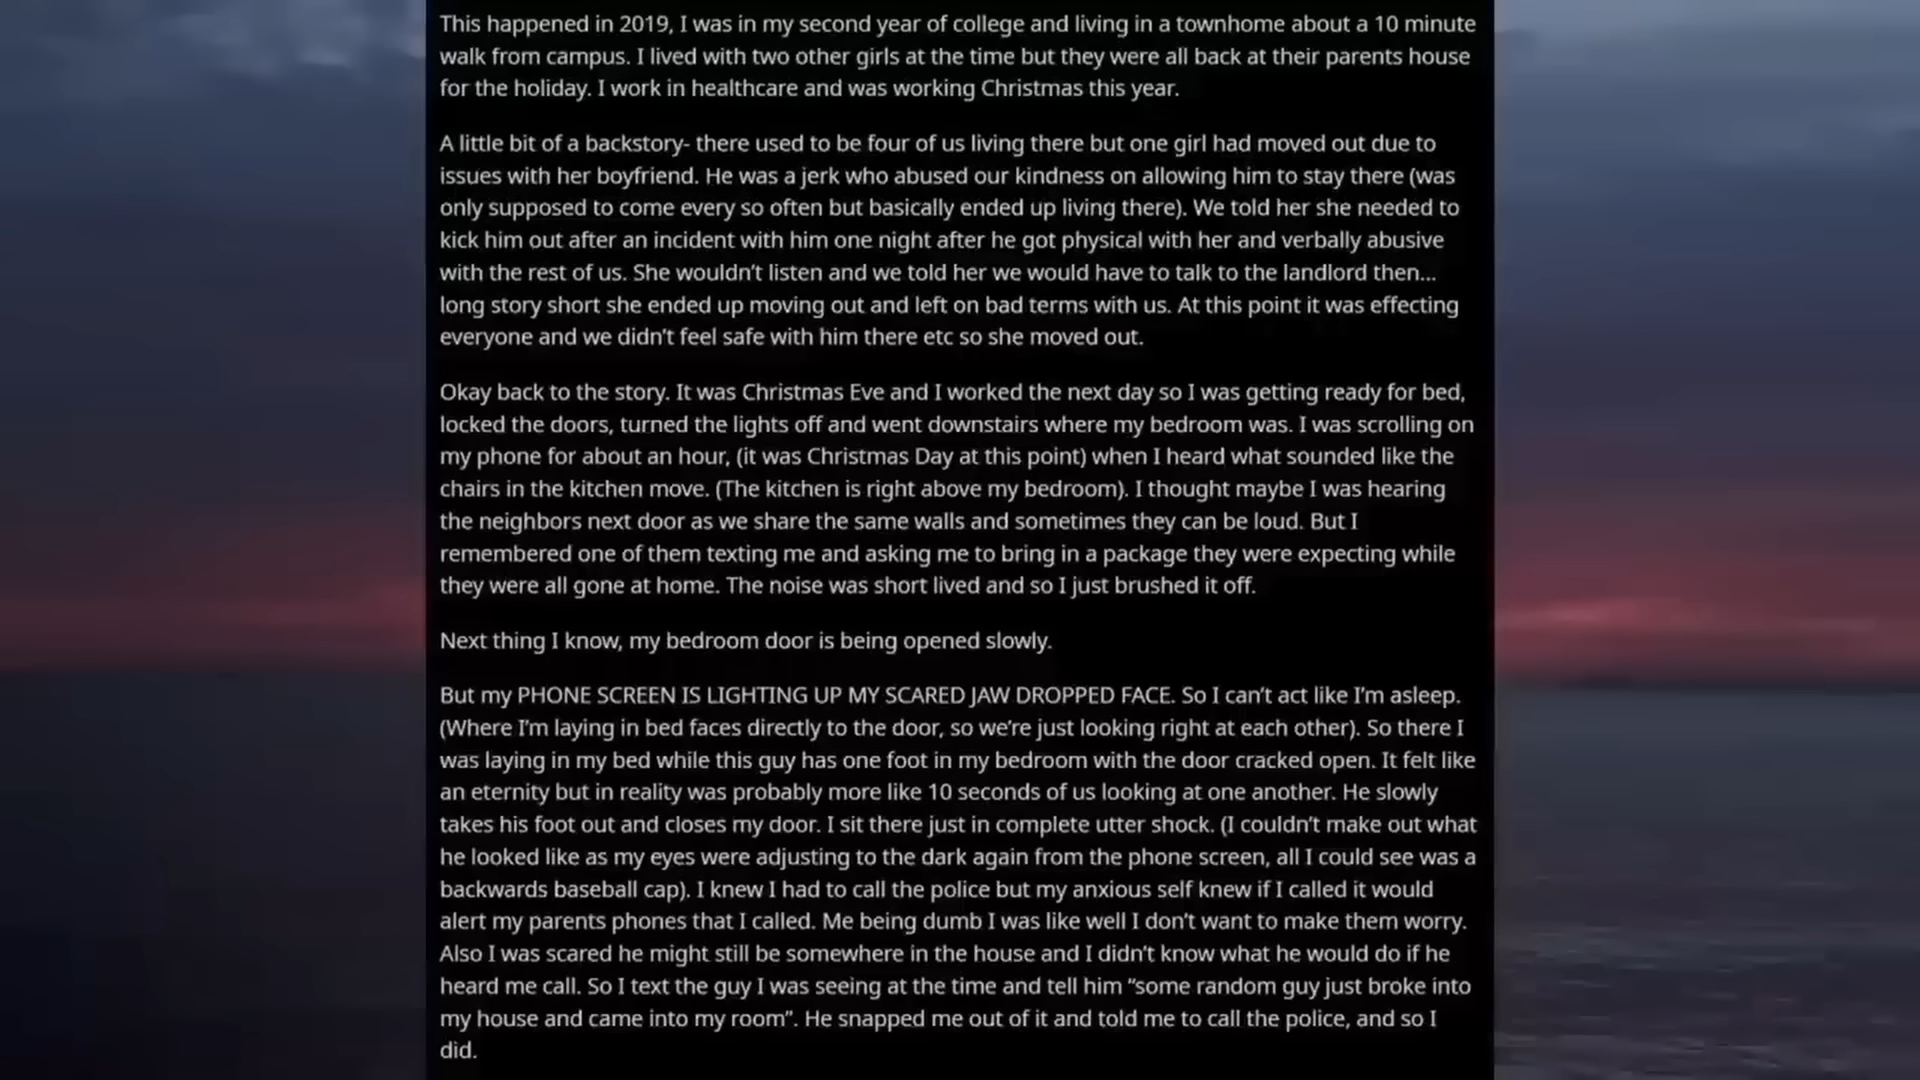 This happened in 2019, I was in my second year of college and living in a townhome about a 10 minute
walk from campus. I lived with two other girls at the time but they were all back at their parents house
for the holiday. I work in healthcare and was working Christmas this year.
A little bit of a backstory- there used to be four of us living there but one girl had moved out due to
issues with her boyfriend. He was a jerk who abused our kindness on allowing him to stay there (was
only supposed to come every so often but basically ended up living there). We told her she needed to
kick him out after an incident with him one night after he got physical with her and verbally abusive
with the rest of us. She wouldn’t listen and we told her we would have to talk to the landlord then...
long story short she ended up moving out and left on bad terms with us. At this point it was effecting
everyone and we didn’t feel safe with him there etc so she moved out.
Okay back to the story. It was Christmas Eve and I worked the next day so I was getting ready for bed,
locked the doors, turned the lights off and went downstairs where my bedroom was. I was scrolling on
my phone for about an hour, (it was Christmas Day at this point) when I heard what sounded like the
chairs in the kitchen move. (The kitchen is right above my bedroom). I thought maybe I was hearing
the neighbors next door as we share the same walls and sometimes they can be loud. But I
remembered one of them texting me and asking me to bring in a package they were expecting while
they were all gone at home. The noise was short lived and so I just brushed it off.
Next thing I know, my bedroom door is being opened slowly.
But my PHONE SCREEN IS LIGHTING UP MY SCARED JAW DROPPED FACE. So I can’t act like I’m asleep.
(Where I’m laying in bed faces directly to the door, so we’re just looking right at each other). So there I
was laying in my bed while this guy has one foot in my bedroom with the door cracked open. It felt like
an eternity but in reality was probably more like 10 seconds of us looking at one another. He slowly
takes his foot out and closes my door. I sit there just in complete utter shock. (I couldn’t make out what
he looked like as my eyes were adjusting to the dark again from the phone screen, all I could see was a
backwards baseball cap). I knew I had to call the police but my anxious self knew if I called it would
alert my parents phones that I called. Me being dumb I was like well I don’t want to make them worry.
Also I was scared he might still be somewhere in the house and I didn’t know what he would do if he
heard me call. So I text the guy I was seeing at the time and tell him “some random guy just broke into
my house and came into my room”. He snapped me out of it and told me to call the police, and so I
did.